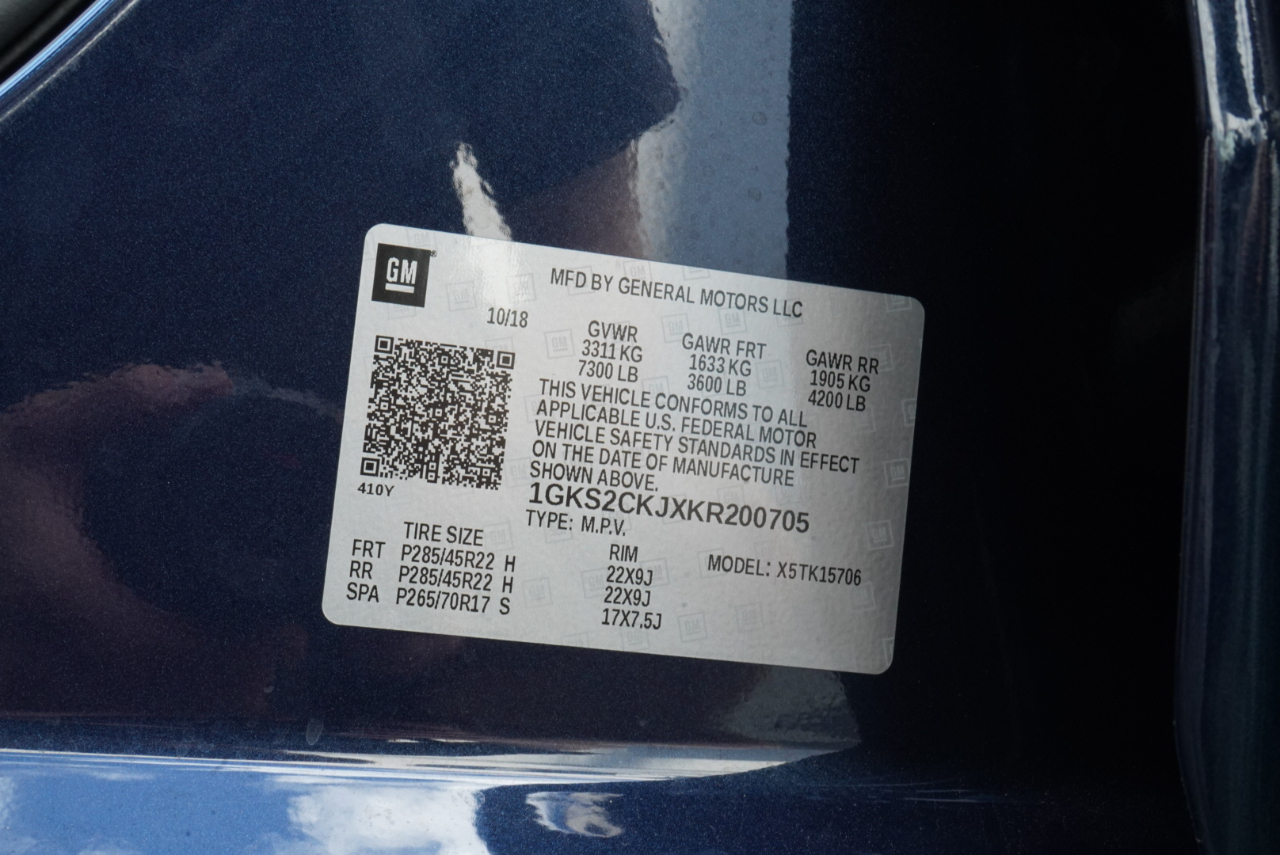 GM
MFD BY GENERAL MOTORS LLC
10/18
GVWR GAWR FRT GAWR RR
3311 KG 1633 KG 1905 KG
7300 LB 3600 LB 4200 LB
THIS VEHICLE CONFORMS TO ALL
APPLICABLE U.S. FEDERAL MOTOR
VEHICLE SAFETY STANDARDS IN EFFECT
ON THE DATE OF MANUFACTURE
SHOWN ABOVE.
410Y
1GKS2CKJXKR200705
TYPE: M.P.V.
TIRE SIZE RIM MODEL: X5TK15706
FRT P285/45R22 H 22X9J
RR P285/45R22 H 22X9J
SPA P265/70R17 S 17X7.5J